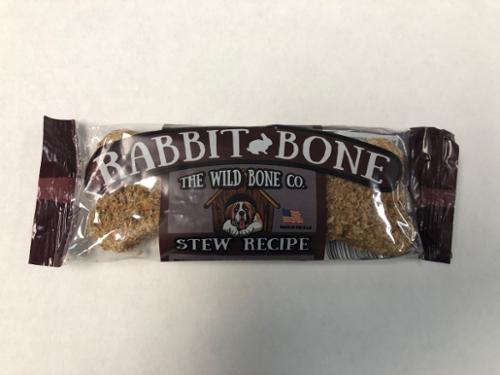 RABBIT BONE
THE WILD BONE CO.
STEW RECIPE